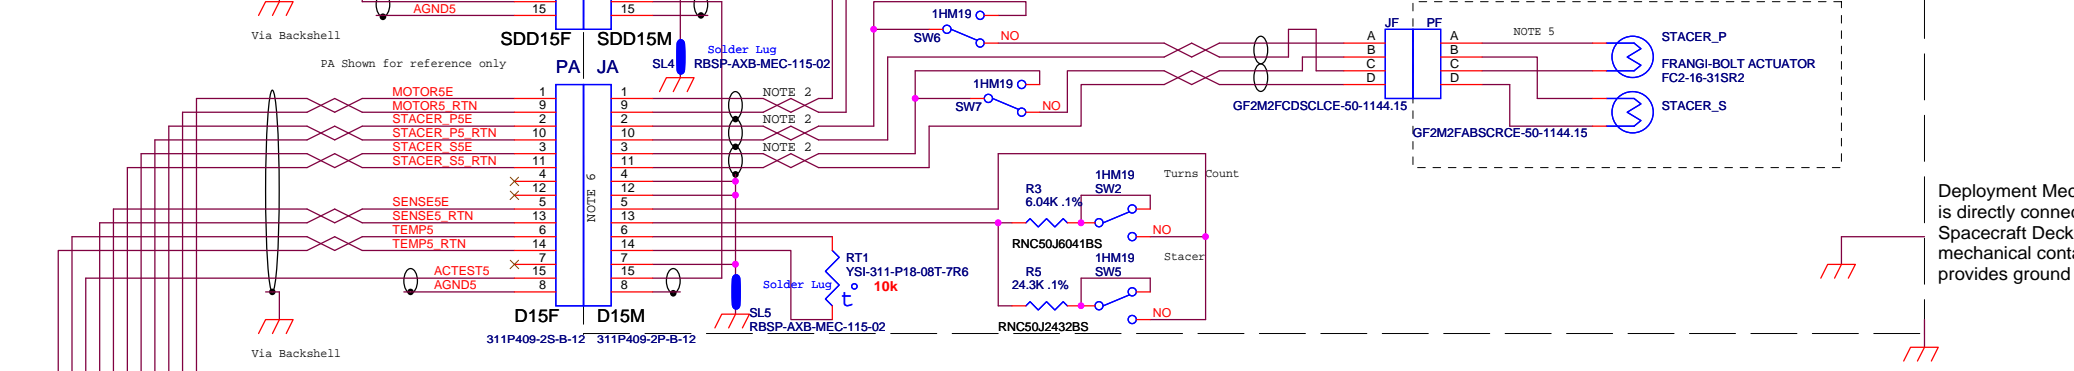 AGND5 15 15
Via Backshell
SDD15F SDD15M
Solder Lug
SL4 RBSP-AXB-MEC-115-02
PA Shown for reference only
PA JA
MOTOR5E 1 1 NOTE 2
MOTOR5_RTN 9 9
STACER_P5E 2 2 NOTE 2
STACER_P5_RTN 10 10
STACER_S5E 3 3 NOTE 2
STACER_S5_RTN 11 11
4 4
12 12
SENSE5E 5 5
SENSE5_RTN 13 13
TEMP5 6 6
TEMP5_RTN 14 14
7 7
ACTEST5 15 15
AGND5 8 8
NOTE 6
D15F D15M
311P409-2S-B-12 311P409-2P-B-12
Via Backshell
Solder Lug
SL5
RBSP-AXB-MEC-115-02
RT1
YSI-311-P18-08T-7R6
t ° 10k
1HM19
SW6 NO
1HM19
SW7 NO
JF PF
A A
B B
C C
D D
GF2M2FCDSCLCE-50-1144.15
GF2M2FABSCRCE-50-1144.15
NOTE 5
STACER_P
FRANGI-BOLT ACTUATOR
FC2-16-31SR2
STACER_S
Turns Count
1HM19
R3 SW2
6.04K .1%
NO
RNC50J6041BS
Stacer
1HM19
R5 SW5
24.3K .1%
NO
RNC50J2432BS
Deployment Mec
is directly connec
Spacecraft Deck
mechanical conta
provides ground